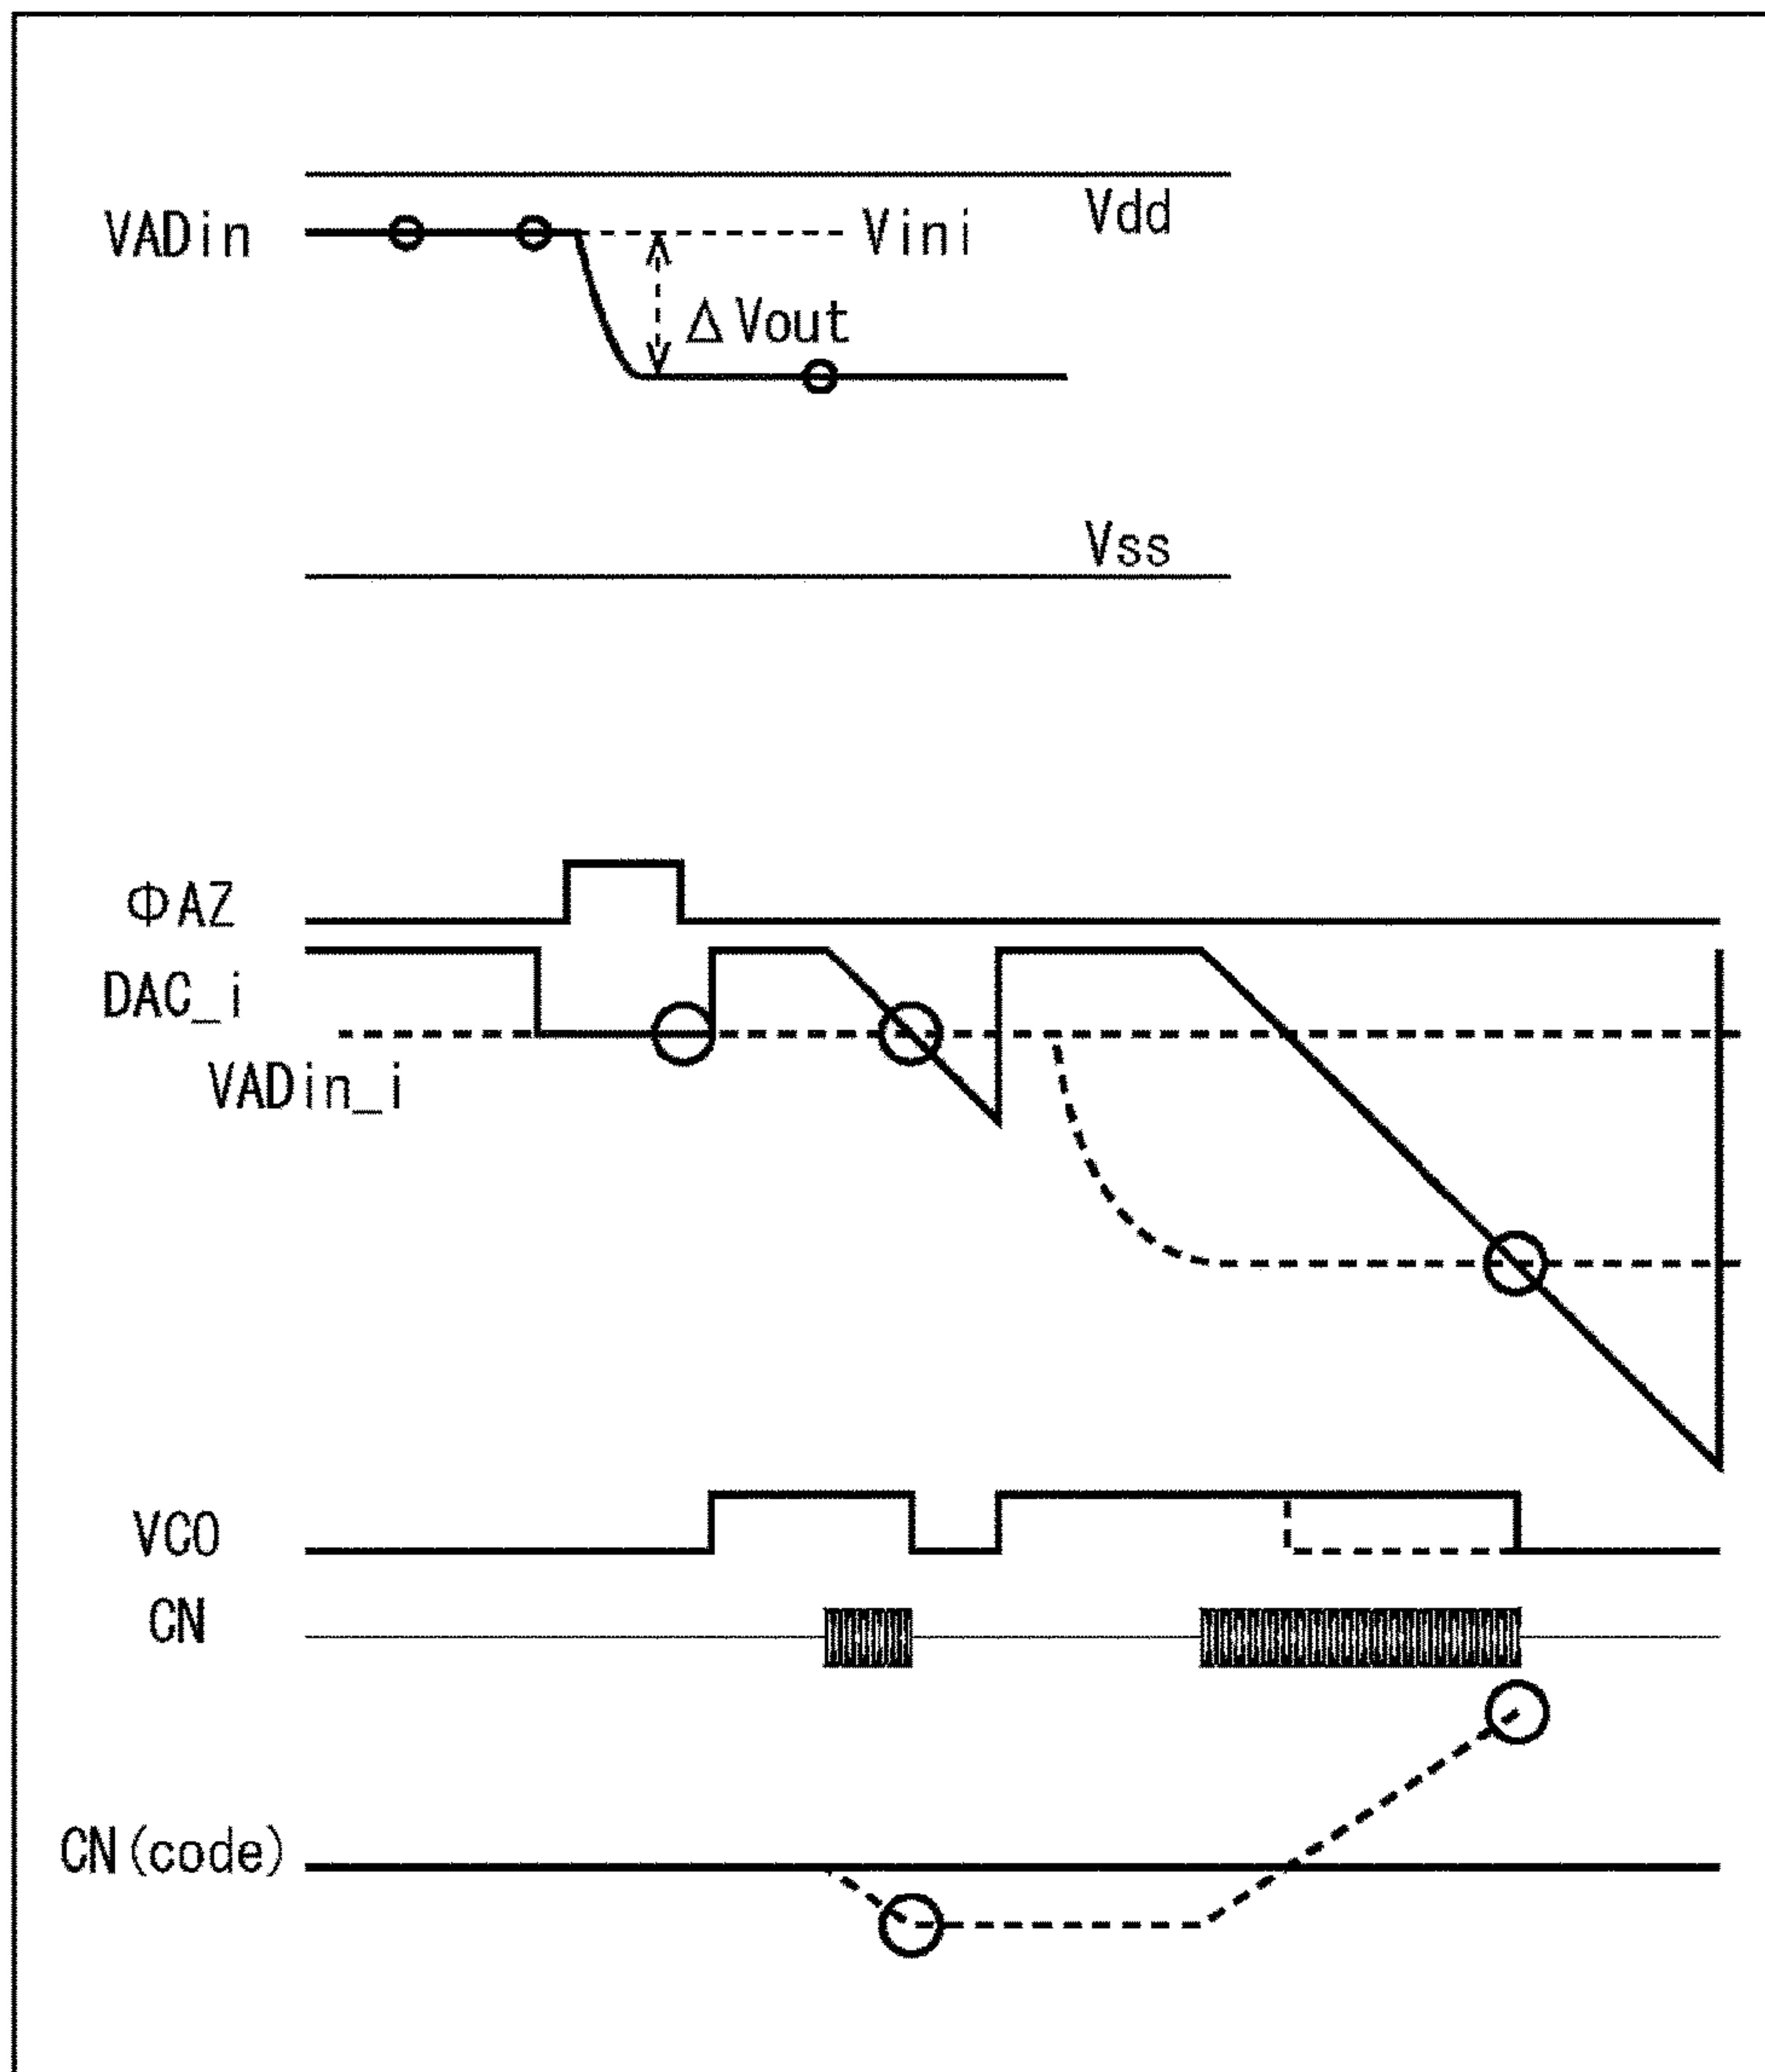 Vdd
VADin
Vini
ΔVout
Vss
ΦAZ
DAC_i
VADin_i
VCO
CN
CN(code)